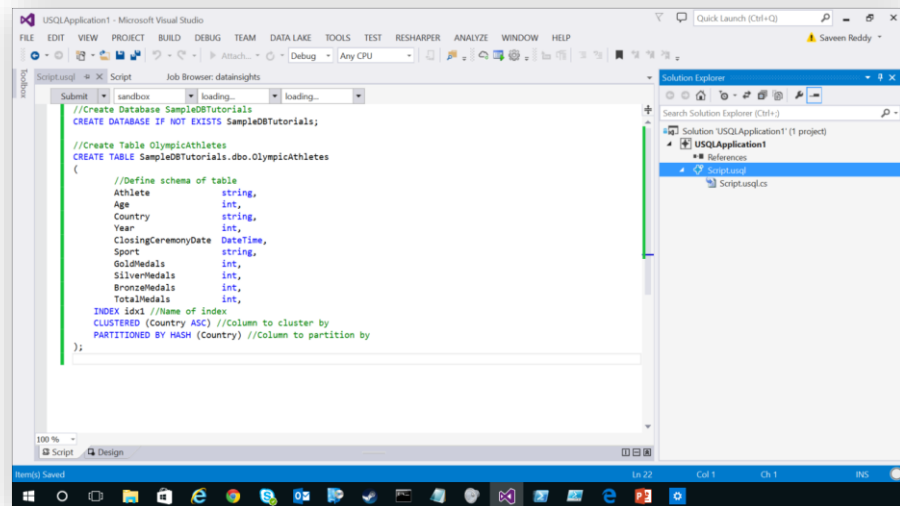 USQLApplication1 - Microsoft Visual Studio
Quick Launch (Ctrl+Q)
FILE EDIT VIEW PROJECT BUILD DEBUG TEAM DATA LAKE TOOLS TEST RESHARPER ANALYZE WINDOW HELP
Saveen Reddy
Attach... Debug Any CPU
Toolbox
Script.usql Script Job Browser: datainsights
Submit sandbox loading... loading...
//Create Database SampleDBTutorials
CREATE DATABASE IF NOT EXISTS SampleDBTutorials;
//Create Table OlympicAthletes
CREATE TABLE SampleDBTutorials.dbo.OlympicAthletes
(
//Define schema of table
Athlete string,
Age int,
Country string,
Year int,
ClosingCeremonyDate DateTime,
Sport string,
GoldMedals int,
SilverMedals int,
BronzeMedals int,
TotalMedals int,
INDEX idx1 //Name of index
CLUSTERED (Country ASC) //Column to cluster by
PARTITIONED BY HASH (Country) //Column to partition by
);
100 %
Script Design
Solution Explorer
Search Solution Explorer (Ctrl+;)
Solution 'USQLApplication1' (1 project)
USQLApplication1
References
Script.usql
Script.usql.cs
Item(s) Saved Ln 22 Col 1 Ch 1 INS